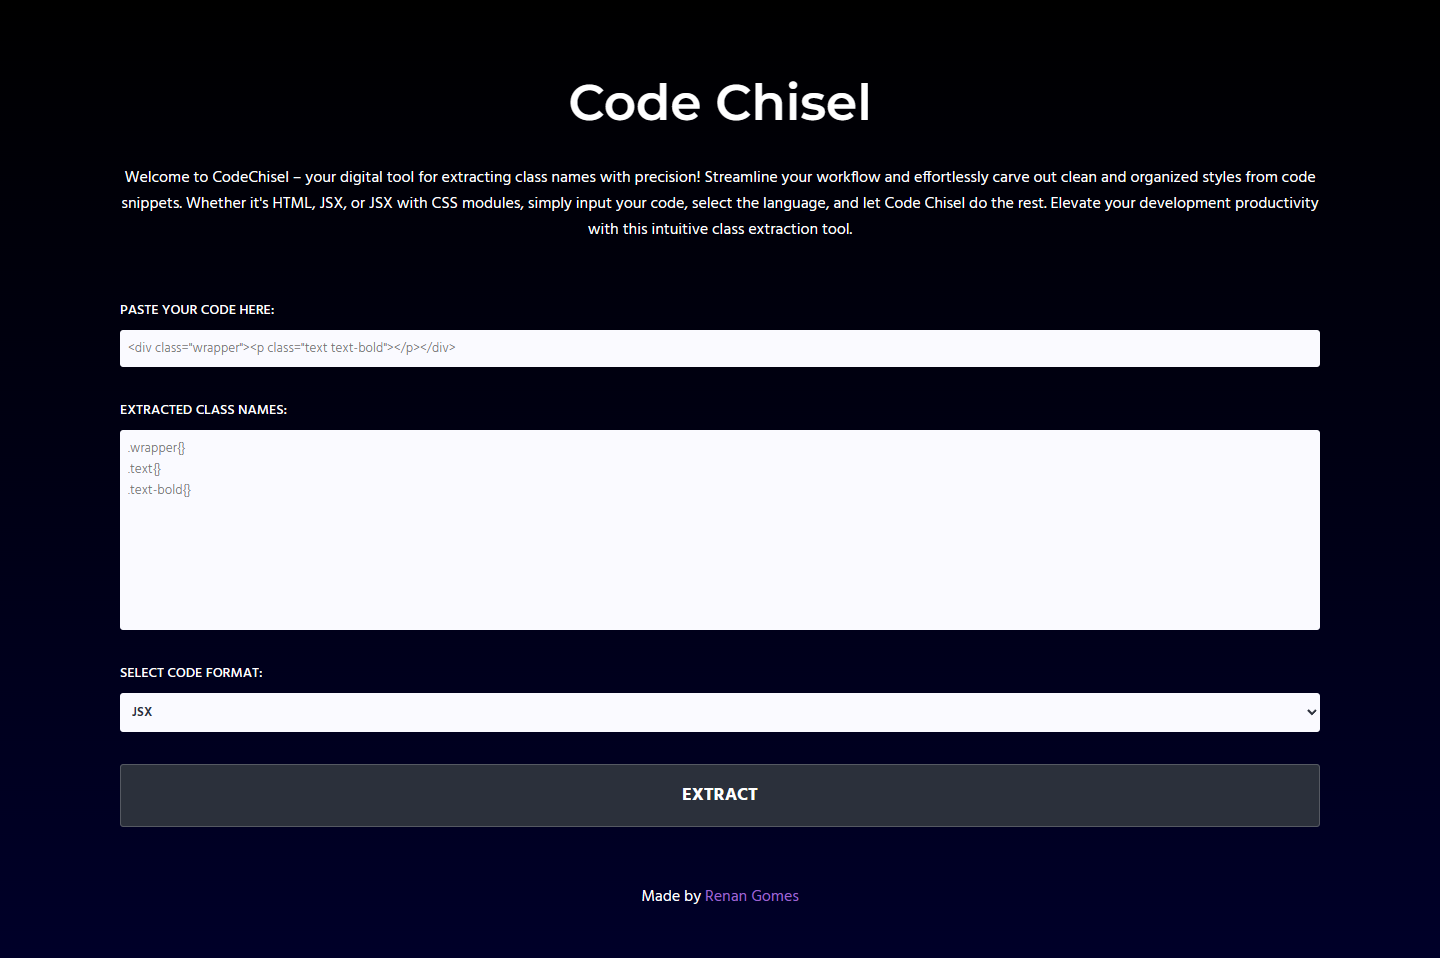 Code Chisel
Welcome to CodeChisel – your digital tool for extracting class names with precision! Streamline your workflow and effortlessly carve out clean and organized styles from code
snippets. Whether it's HTML, JSX, or JSX with CSS modules, simply input your code, select the language, and let Code Chisel do the rest. Elevate your development productivity
with this intuitive class extraction tool.
PASTE YOUR CODE HERE:
<div class="wrapper"><p class="text text-bold"></p></div>
EXTRACTED CLASS NAMES:
.wrapper{}
.text{}
.text-bold{}
SELECT CODE FORMAT:
JSX
EXTRACT
Made by Renan Gomes